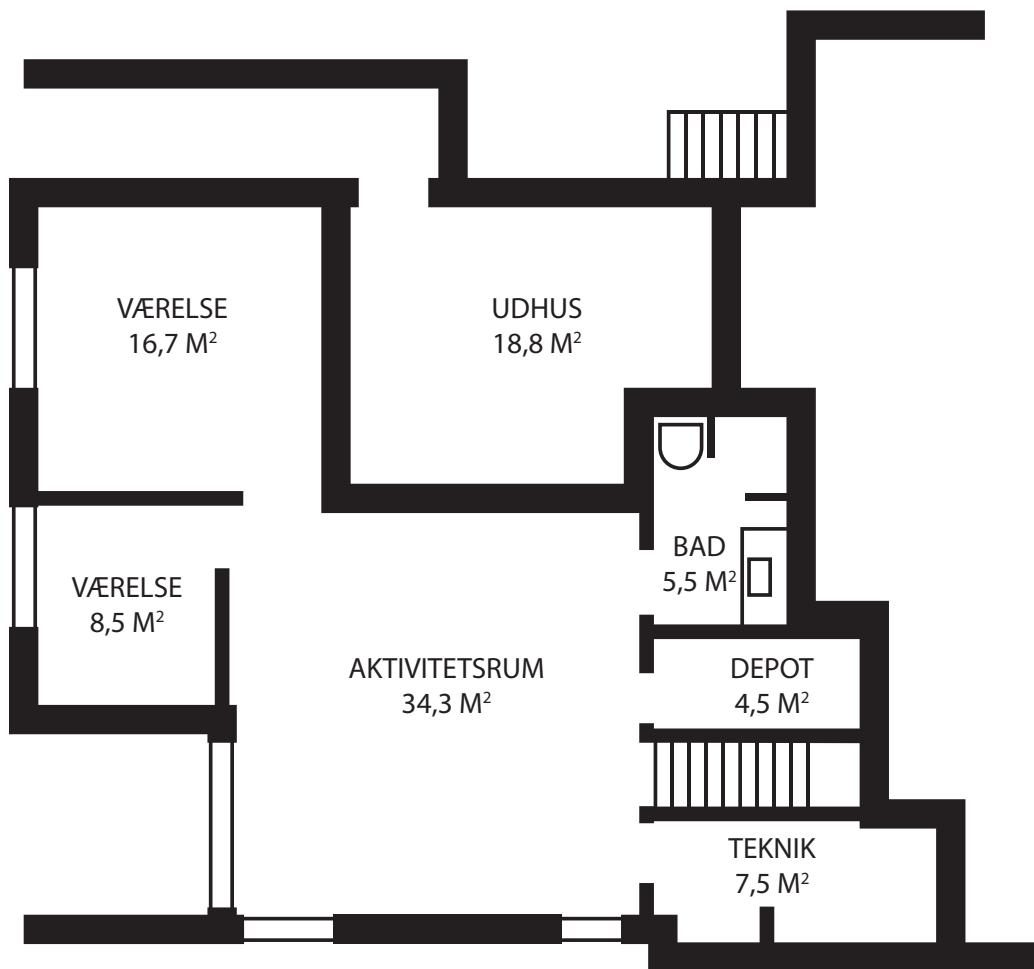 VÆRELSE
16,7 M²
UDHUS
18,8 M²
BAD
5,5 M²
VÆRELSE
8,5 M²
AKTIVITETSRUM
34,3 M²
DEPOT
4,5 M²
TEKNIK
7,5 M²